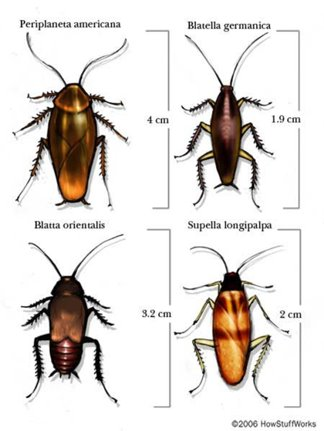 Periplaneta americana
Blatella germanica
4 cm
1.9 cm
Blatta orientalis
Supella longipalpa
3.2 cm
2 cm
©2006 HowStuffWorks